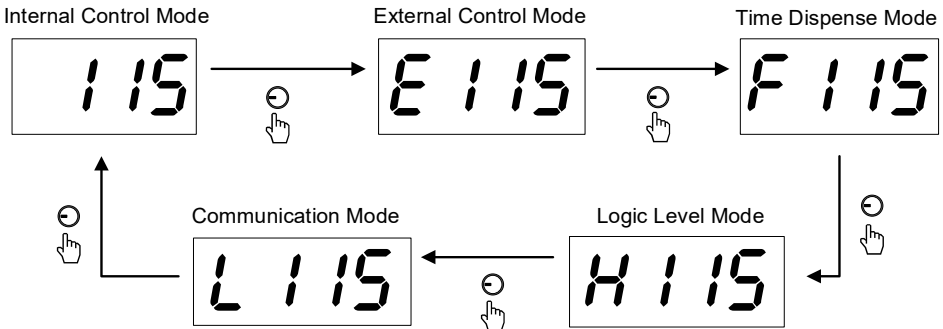 Internal Control Mode
External Control Mode
Time Dispense Mode
115
E115
F115
Communication Mode
Logic Level Mode
L115
H115